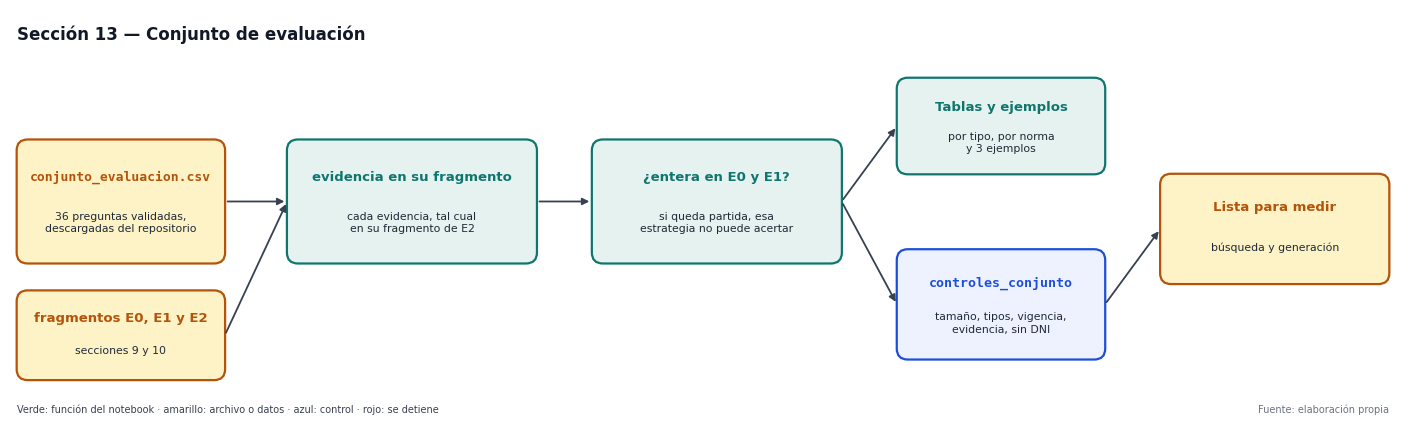 Sección 13 — Conjunto de evaluación
conjunto_evaluacion.csv
36 preguntas validadas,
descargadas del repositorio
fragmentos E0, E1 y E2
secciones 9 y 10
evidencia en su fragmento
cada evidencia, tal cual
en su fragmento de E2
¿entera en E0 y E1?
si queda partida, esa
estrategia no puede acertar
Tablas y ejemplos
por tipo, por norma
y 3 ejemplos
controles_conjunto
tamaño, tipos, vigencia,
evidencia, sin DNI
Lista para medir
búsqueda y generación
Verde: función del notebook · amarillo: archivo o datos · azul: control · rojo: se detiene
Fuente: elaboración propia